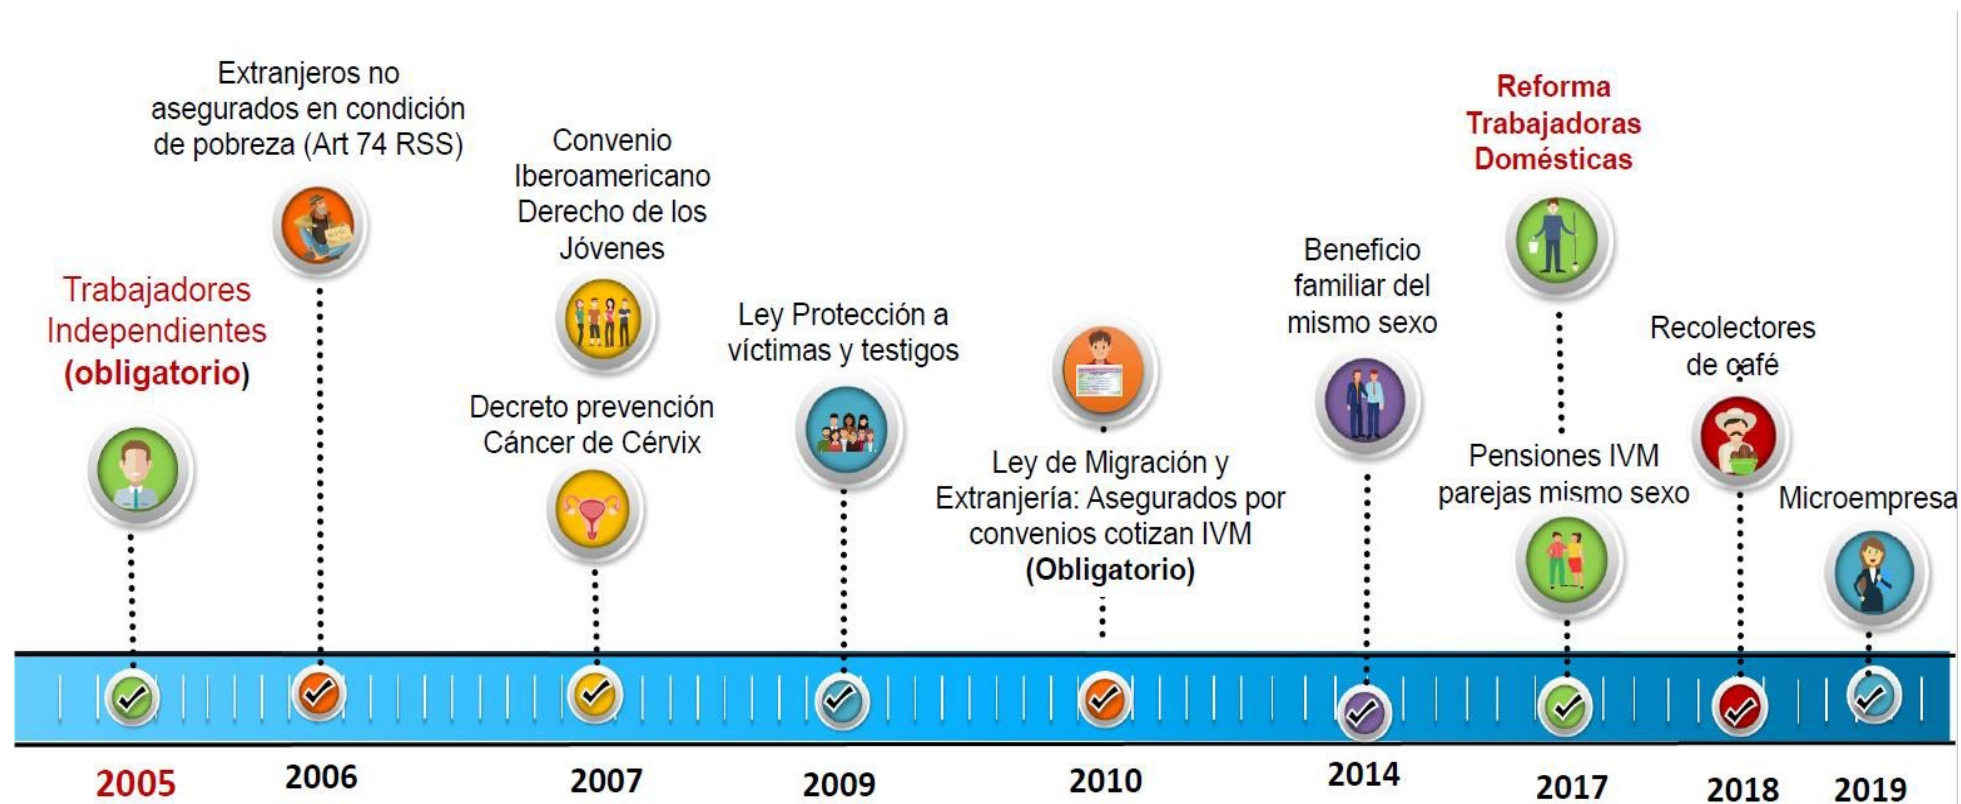 Trabajadores
Independientes
(obligatorio)
Extranjeros no
asegurados en condición
de pobreza (Art 74 RSS)
Convenio
Iberoamericano
Derecho de los
Jóvenes
Decreto prevención
Cáncer de Cérvix
Ley Protección a
víctimas y testigos
Ley de Migración y
Extranjería: Asegurados por
convenios cotizan IVM
(Obligatorio)
Beneficio
familiar del
mismo sexo
Reforma
Trabajadoras
Domésticas
Pensiones IVM
parejas mismo sexo
Recolectores
de café
Microempresa
2005
2006
2007
2009
2010
2014
2017
2018
2019